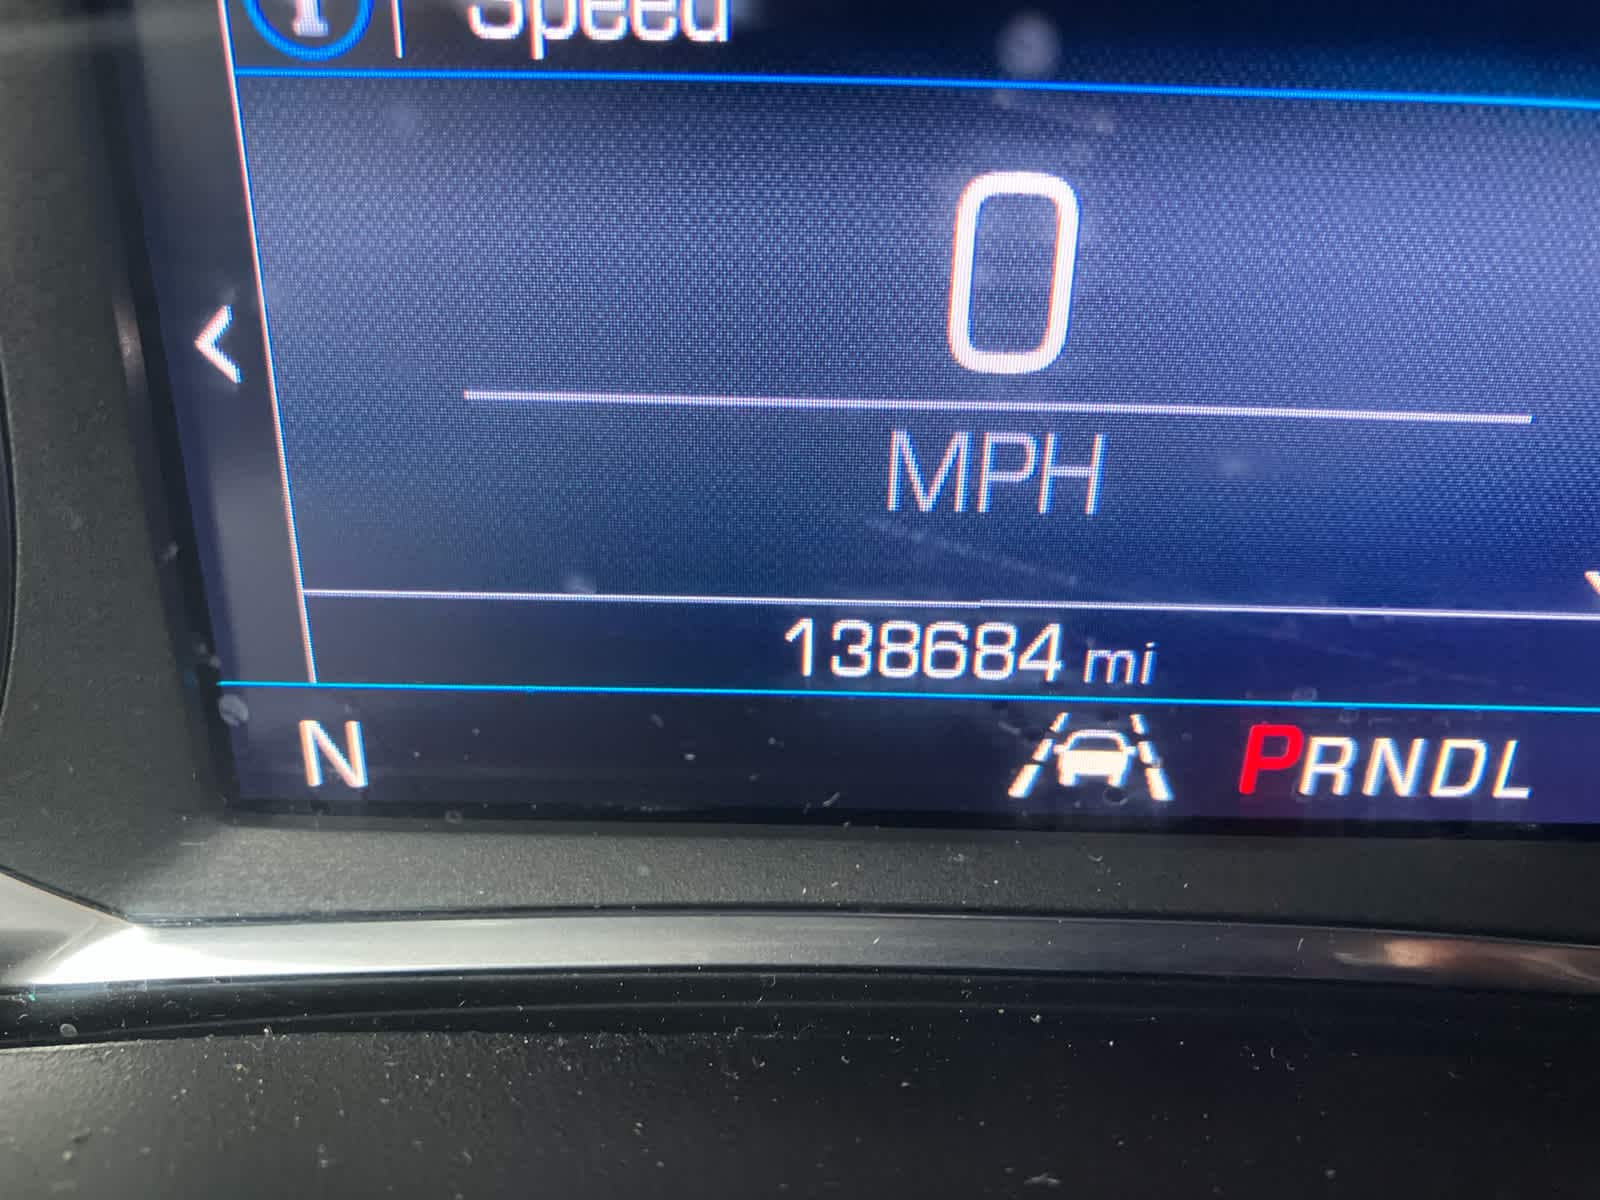 i Speed
0
MPH
138684 mi
N PRNDL